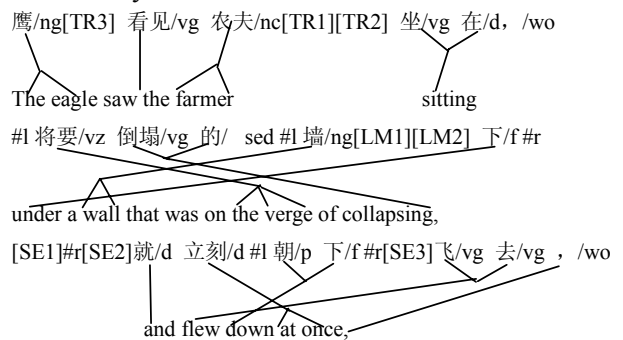 鹰/ng[TR3] 看见/vg 农夫/nc[TR1][TR2] 坐/vg 在/d, /wo
The eagle saw the farmer sitting
#l 将要/vz 倒塌/vg 的/ sed #l 墙/ng[LM1][LM2] 下/f #r
under a wall that was on the verge of collapsing,
[SE1]#r[SE2]就/d 立刻/d #l 朝/p 下/f #r[SE3]飞/vg 去/vg ，/wo
and flew down at once,